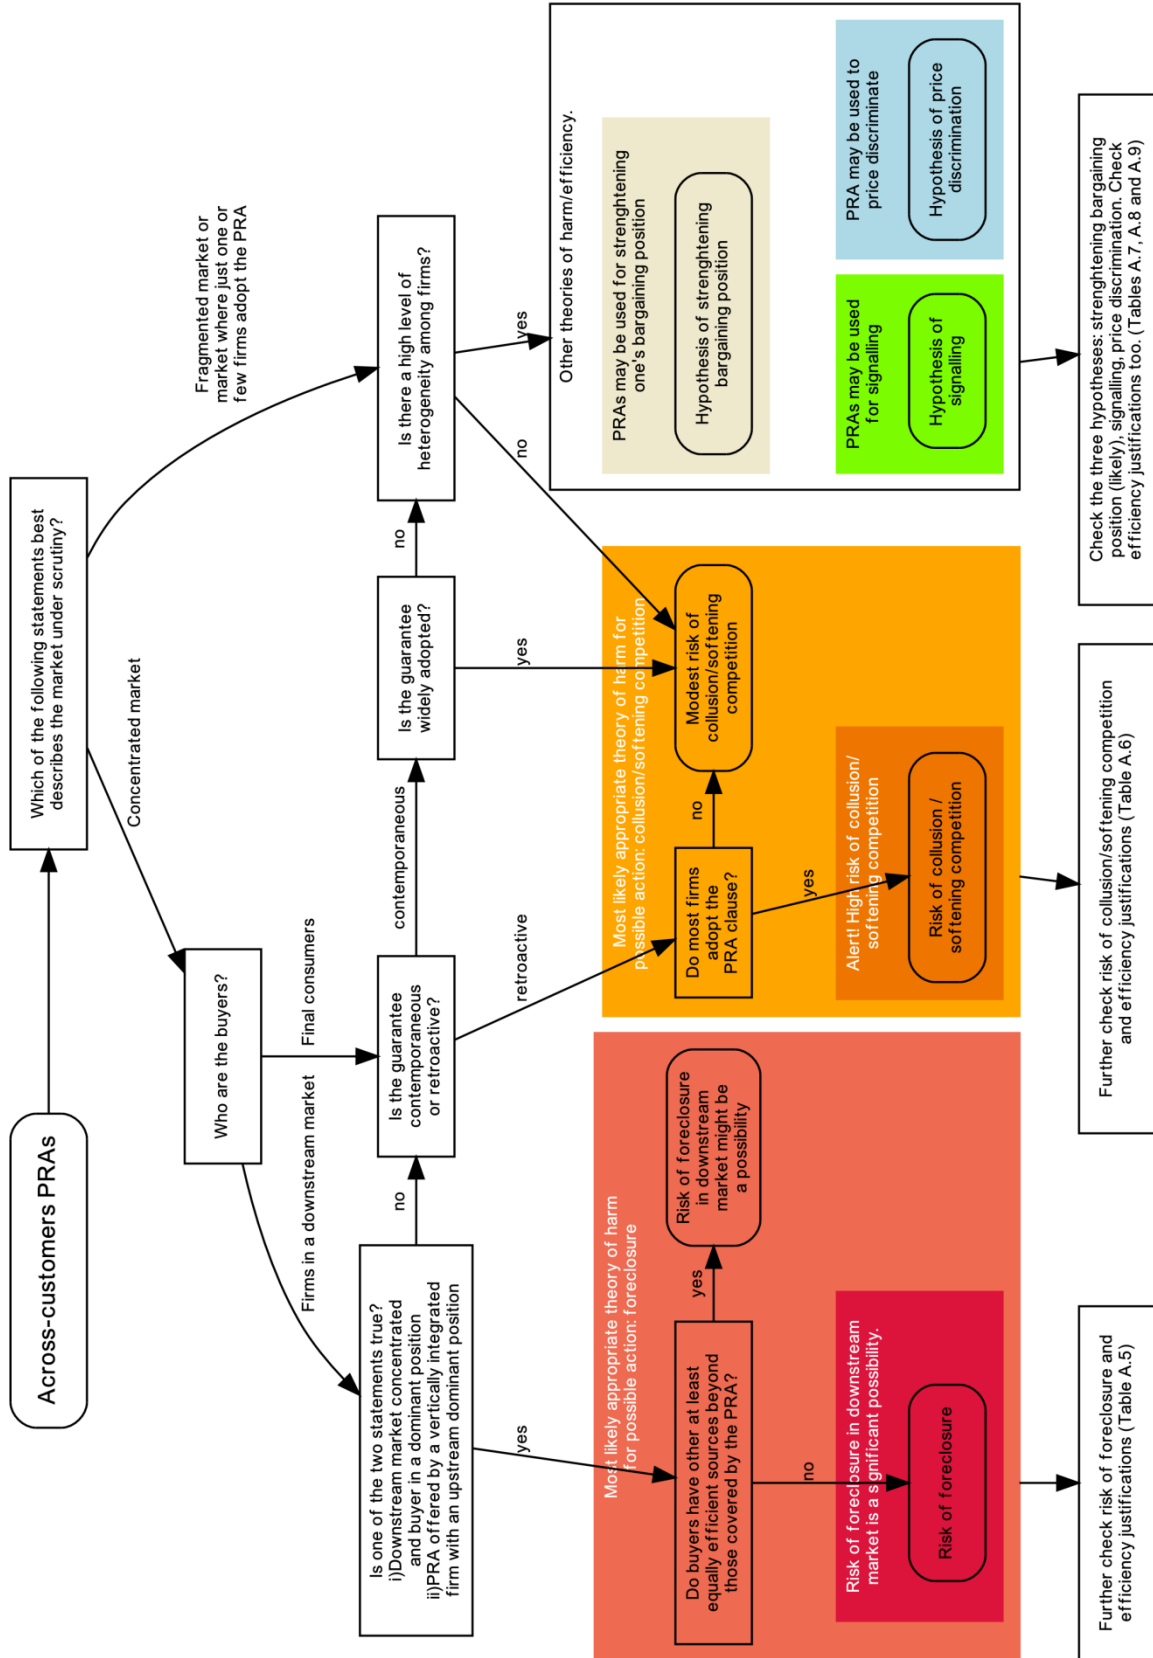 Across-customers PRAs
Which of the following statements best
describes the market under scrutiny?
Concentrated market
Fragmented market or
market where just one or
few firms adopt the PRA
Who are the buyers?
Firms in a downstream market
Final consumers
Is one of the two statements true?
i)Downstream market concentrated
and buyer in a dominant position
ii)PRA offered by a vertically integrated
firm with an upstream dominant position
no
Is the guarantee
contemporaneous
or retroactive?
contemporaneous
Is the guarantee
widely adopted?
no
Is there a high level of
heterogeneity among firms?
yes
retroactive
yes
no
yes
Most likely appropriate theory of harm
for possible action: foreclosure
Do buyers have other at least
equally efficient sources beyond
those covered by the PRA?
yes
Risk of foreclosure
in downstream
market might be
a possibility
no
Risk of foreclosure in downstream
market is a significant possibility.
Risk of foreclosure
Most likely appropriate theory of harm for
possible action: collusion/softening competition
Do most firms
adopt the
PRA clause?
no
Modest risk of
collusion/softening
competition
yes
Alert! High risk of collusion/
softening competition
Risk of collusion /
softening competition
Other theories of harm/efficiency.
PRAs may be used for strenghtening
one's bargaining position
Hypothesis of strenghtening
bargaining position
PRAs may be used
for signalling
Hypothesis of
signalling
PRA may be used to
price discriminate
Hypothesis of price
discrimination
Further check risk of foreclosure and
efficiency justifications (Table A.5)
Further check risk of collusion/softening competition
and efficiency justifications (Table A.6)
Check the three hypotheses: strenghtening bargaining
position (likely), signalling, price discrimination. Check
efficiency justifications too. (Tables A.7, A.8 and A.9)